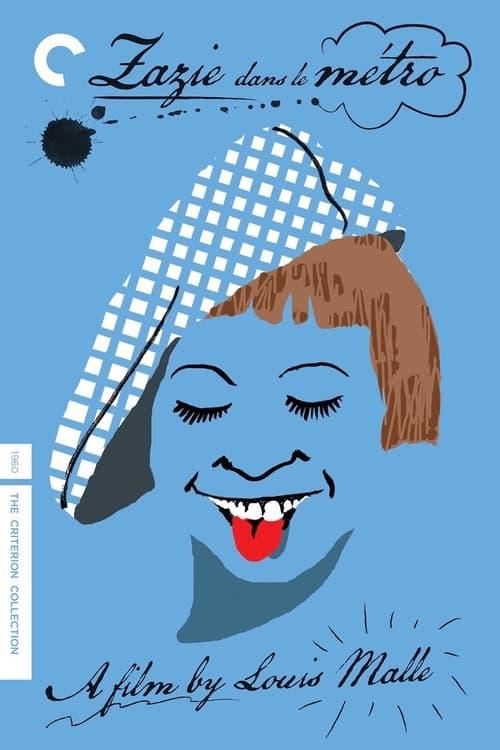 Zazie dans le métro
1960
THE CRITERION COLLECTION
A film by Louis Malle